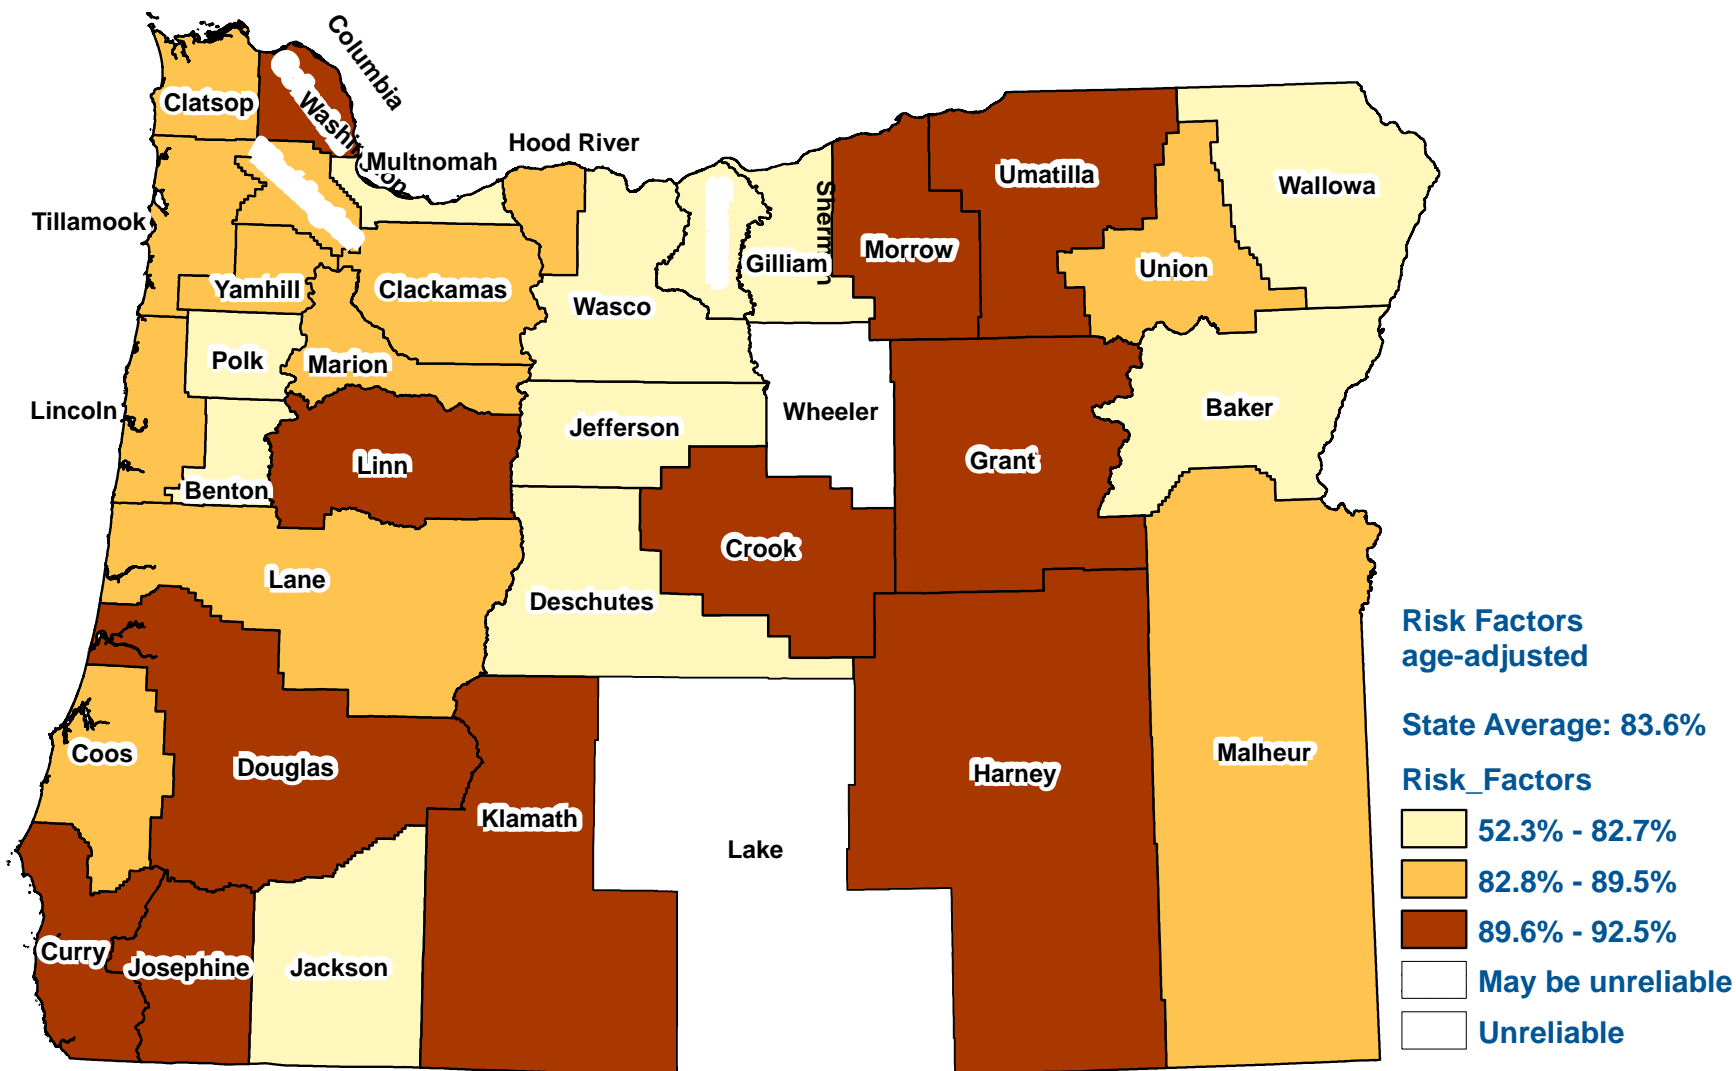 Columbia
Clatsop
Washington
Multnomah
Hood River
Tillamook
Yamhill
Clackamas
Wasco
Sherman
Gilliam
Morrow
Umatilla
Union
Wallowa
Polk
Marion
Lincoln
Benton
Linn
Jefferson
Wheeler
Grant
Baker
Lane
Deschutes
Crook
Coos
Douglas
Klamath
Lake
Harney
Malheur
Curry
Josephine
Jackson
Risk Factors
age-adjusted
State Average: 83.6%
Risk_Factors
52.3% - 82.7%
82.8% - 89.5%
89.6% - 92.5%
May be unreliable
Unreliable